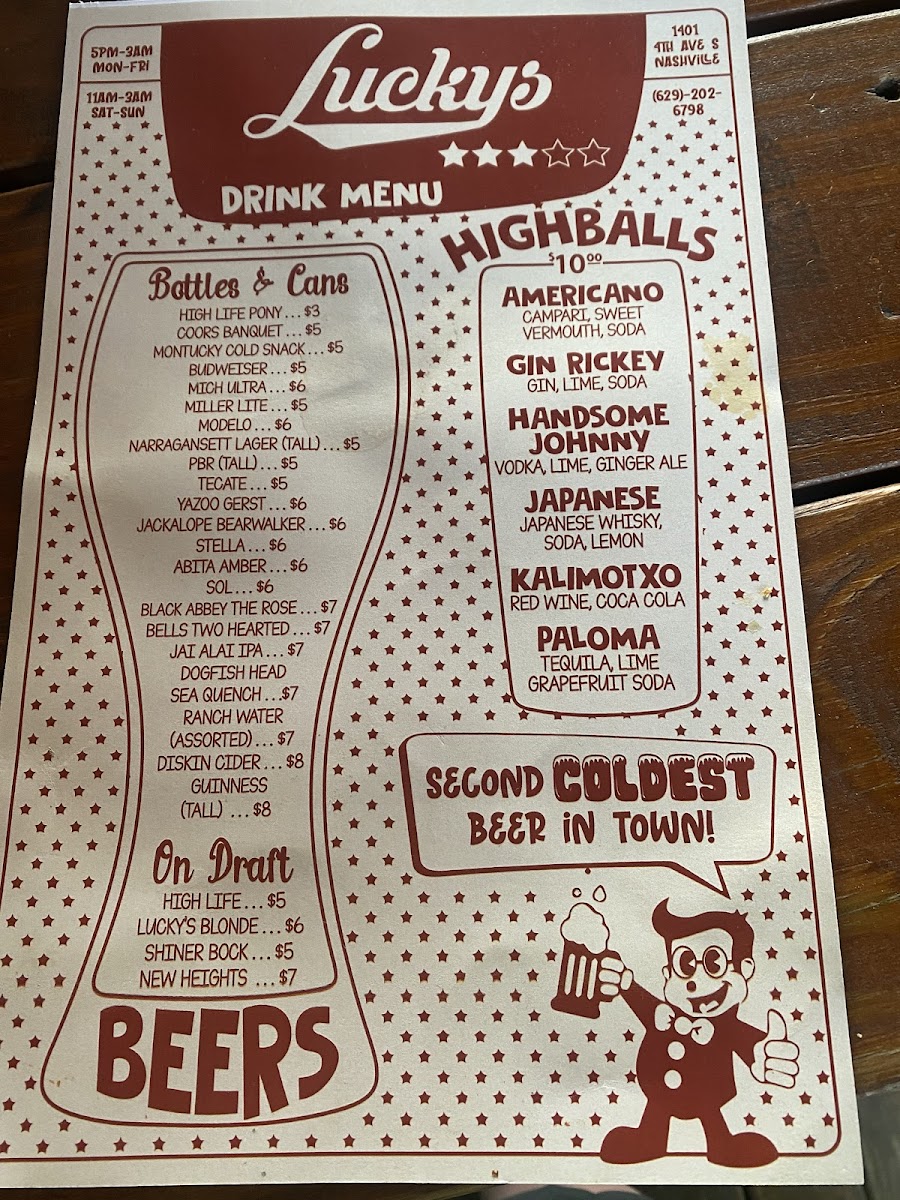 5PM-3AM
MON-FRI
11AM-3AM
SAT-SUN
Luckys
DRINK MENU
1401
4TH AVE S
NASHVILLE
(629)-202-
6798
Bottles & Cans
HIGH LIFE PONY...$3
COORS BANQUET...$5
MONTUCKY COLD SNACK...$5
BUDWEISER...$5
MICH ULTRA...$6
MILLER LITE...$5
MODELO...$6
NARRAGANSETT LAGER (TALL)...$5
PBR (TALL)...$5
TECATE...$5
YAZOO GERST...$6
JACKALOPE BEARWALKER...$6
STELLA...$6
ABITA AMBER...$6
SOL...$6
BLACK ABBEY THE ROSE...$7
BELLS TWO HEARTED...$7
JAI ALAI IPA...$7
DOGFISH HEAD
SEA QUENCH...$7
RANCH WATER
(ASSORTED)...$7
DISKIN CIDER...$8
GUINNESS
(TALL) ...$8
On Draft
HIGH LIFE...$5
LUCKY'S BLONDE...$6
SHINER BOCK...$5
NEW HEIGHTS ...$7
BEERS
HIGHBALLS
$10.00
AMERICANO
CAMPARI, SWEET
VERMOUTH, SODA
GIN RICKEY
GIN, LIME, SODA
HANDSOME
JOHNNY
VODKA, LIME, GINGER ALE
JAPANESE
JAPANESE WHISKY,
SODA, LEMON
KALIMOTXO
RED WINE, COCA COLA
PALOMA
TEQUILA, LIME
GRAPEFRUIT SODA
SECOND COLDEST
BEER IN TOWN!